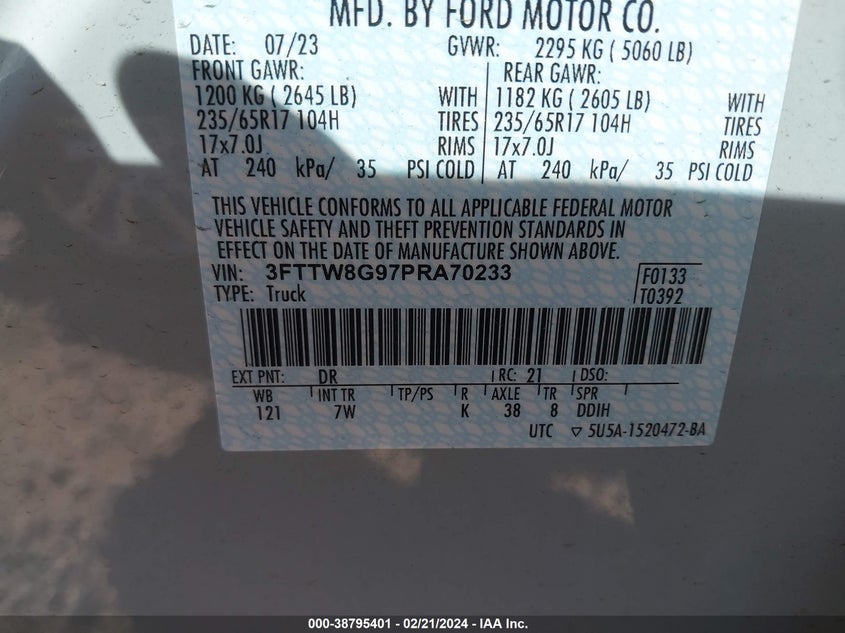 MFD. BY FORD MOTOR CO.
DATE: 07/23 GVWR: 2295 KG ( 5060 LB)
FRONT GAWR: REAR GAWR:
1200 KG ( 2645 LB) WITH 1182 KG ( 2605 LB) WITH
235/65R17 104H TIRES 235/65R17 104H TIRES
17x7.0J RIMS 17x7.0J RIMS
AT 240 kPa/ 35 PSI COLD AT 240 kPa/ 35 PSI COLD
THIS VEHICLE CONFORMS TO ALL APPLICABLE FEDERAL MOTOR
VEHICLE SAFETY AND THEFT PREVENTION STANDARDS IN
EFFECT ON THE DATE OF MANUFACTURE SHOWN ABOVE.
VIN: 3FTTW8G97PRA70233 F0133
TYPE: Truck T0392
EXT PNT: DR RC: 21 DSO:
WB INT TR TP/PS R AXLE TR SPR
121 7W K 38 8 DDIH
UTC ▽ 5U5A-1520472-BA
000-38795401 - 02/21/2024 - IAA Inc.